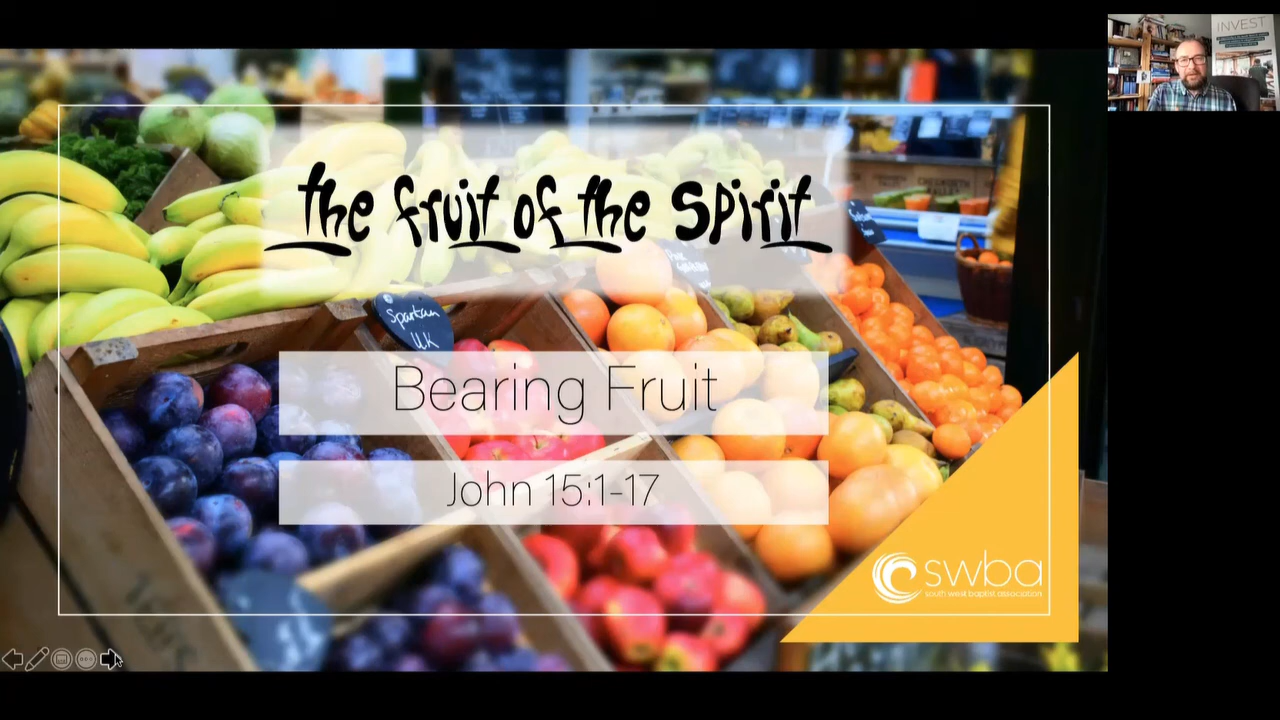 INVEST
the fruit of the spirit
Spartan
UK
Bearing Fruit
John 15:1-17
swba
south west baptist association